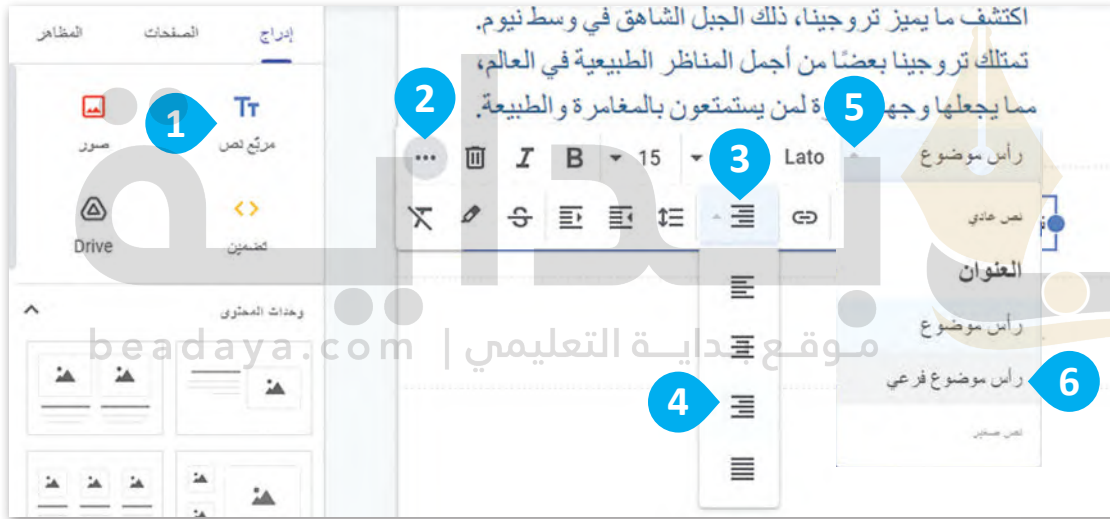 اكتشف ما يميز تروجينا، ذلك الجبل الشاهق في وسط نيوم.
تمتلك تروجينا بعضًا من أجمل المناظر الطبيعية في العالم،
مما يجعلها وجهة لمن يستمتعون بالمغامرة والطبيعة.
إدراج الصفحات المظاهر
مربّع نص صور
تضمين Drive
وحدات المحتوى
رأس موضوع Lato 15 B I
نص عادي
العنوان
رأس موضوع
رأس موضوع فرعي
نص صغير
1
2
3
4
5
6
بداية
موقع بداية التعليمي | beadaya.com